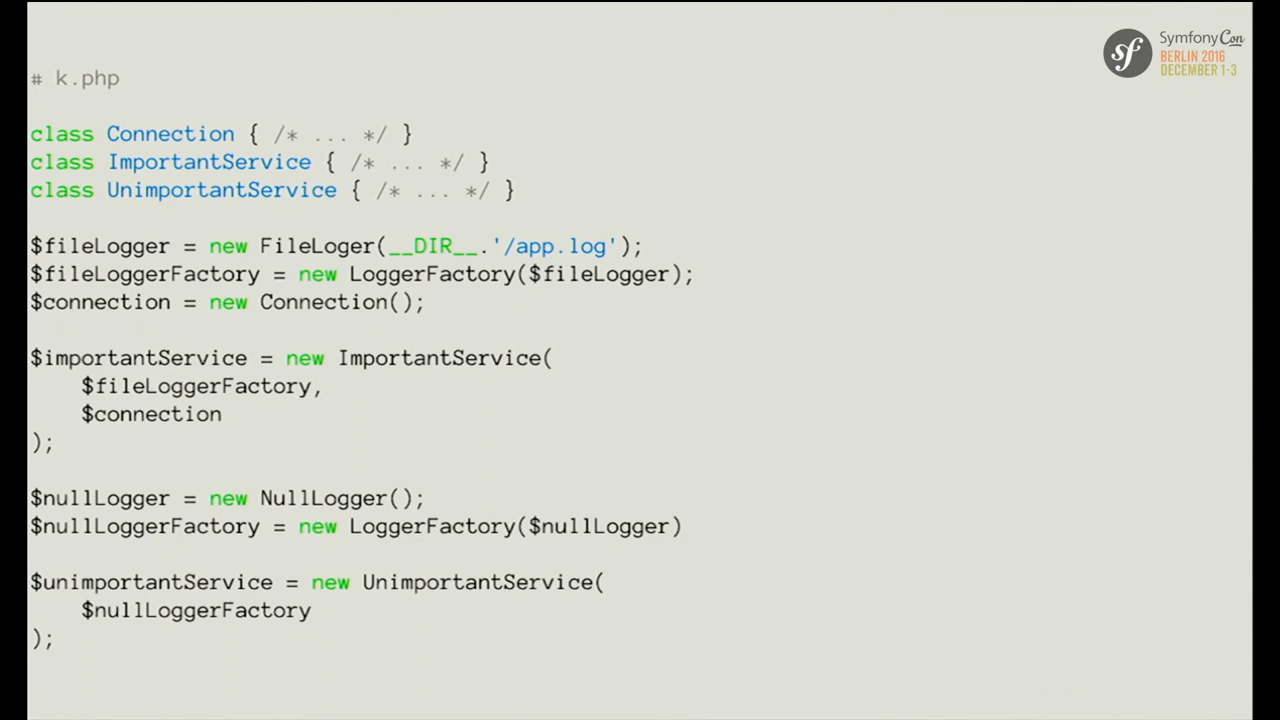 SymfonyCon
sf
BERLIN 2016
DECEMBER 1-3
# k.php
class Connection { /* ... */ }
class ImportantService { /* ... */ }
class UnimportantService { /* ... */ }
$fileLogger = new FileLoger(__DIR__.'/app.log');
$fileLoggerFactory = new LoggerFactory($fileLogger);
$connection = new Connection();
$importantService = new ImportantService(
    $fileLoggerFactory,
    $connection
);
$nullLogger = new NullLogger();
$nullLoggerFactory = new LoggerFactory($nullLogger)
$unimportantService = new UnimportantService(
    $nullLoggerFactory
);